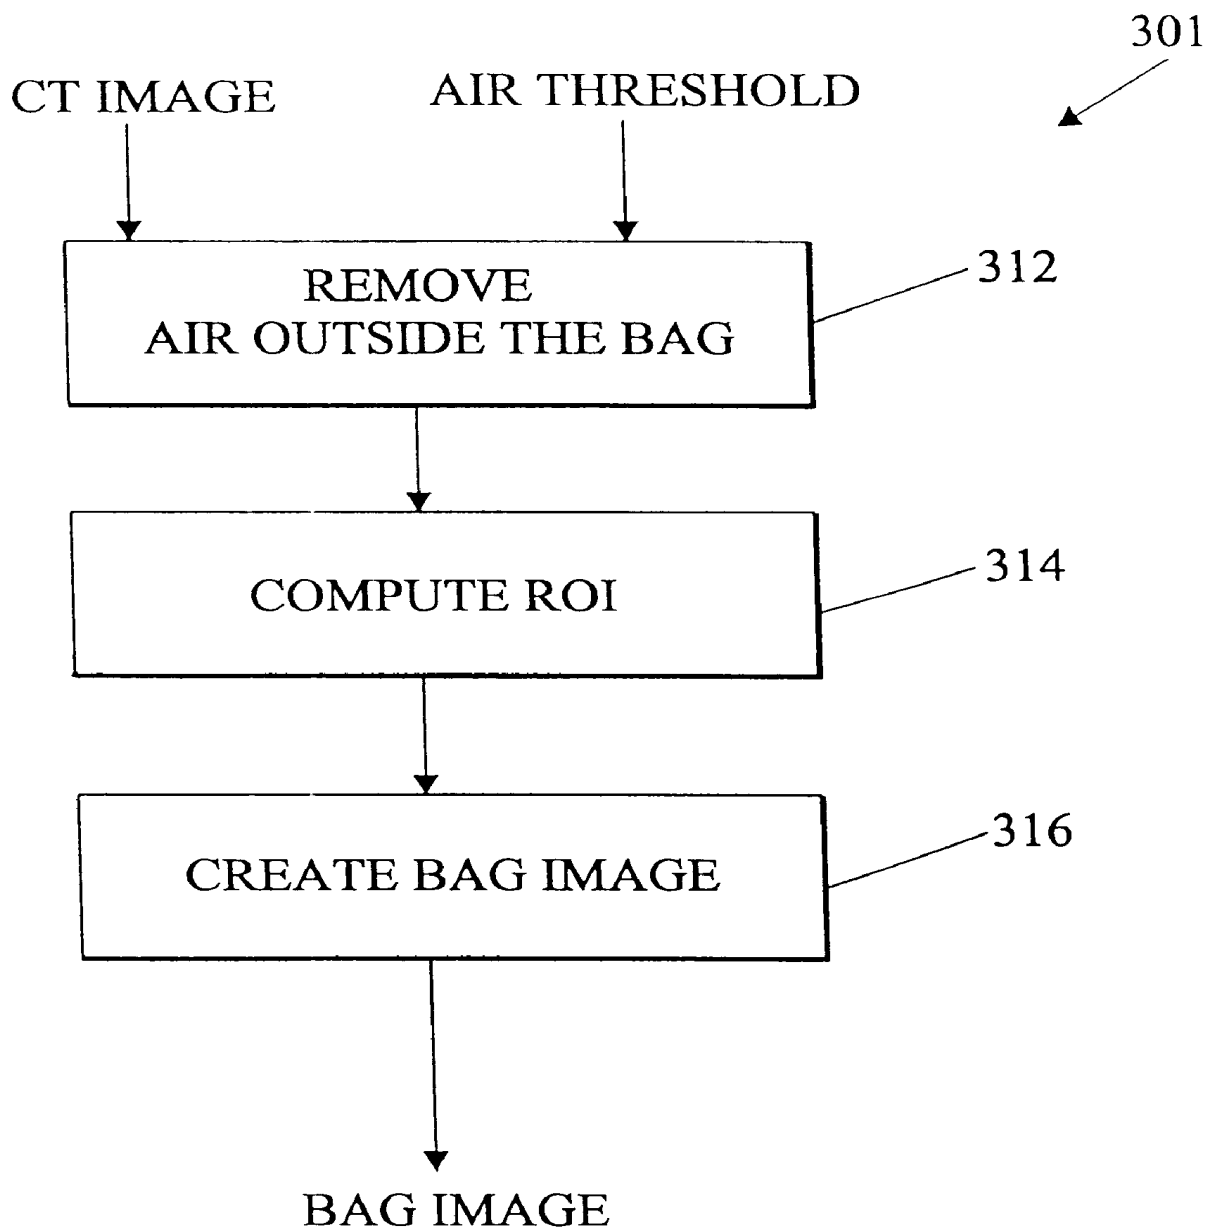 301
CT IMAGE
AIR THRESHOLD
REMOVE
AIR OUTSIDE THE BAG
312
COMPUTE ROI
314
CREATE BAG IMAGE
316
BAG IMAGE